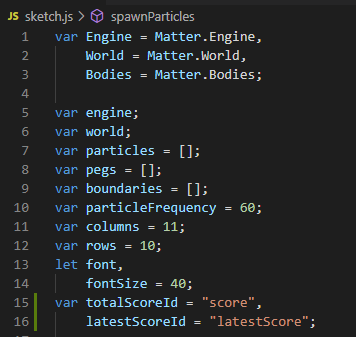 JS sketch.js > spawnParticles
1 var Engine = Matter.Engine,
2 World = Matter.World,
3 Bodies = Matter.Bodies;
4
5 var engine;
6 var world;
7 var particles = [];
8 var pegs = [];
9 var boundaries = [];
10 var particleFrequency = 60;
11 var columns = 11;
12 var rows = 10;
13 let font,
14 fontSize = 40;
15 var totalScoreId = "score",
16 latestScoreId = "latestScore";